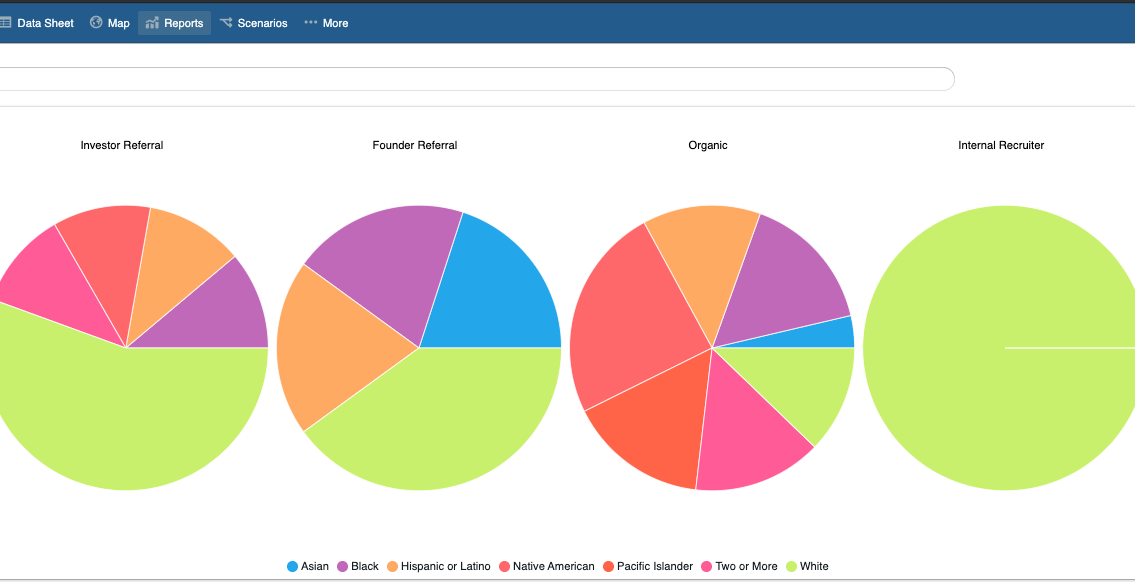 Data Sheet Map Reports Scenarios More
Investor Referral Founder Referral Organic Internal Recruiter
Asian Black Hispanic or Latino Native American Pacific Islander Two or More White